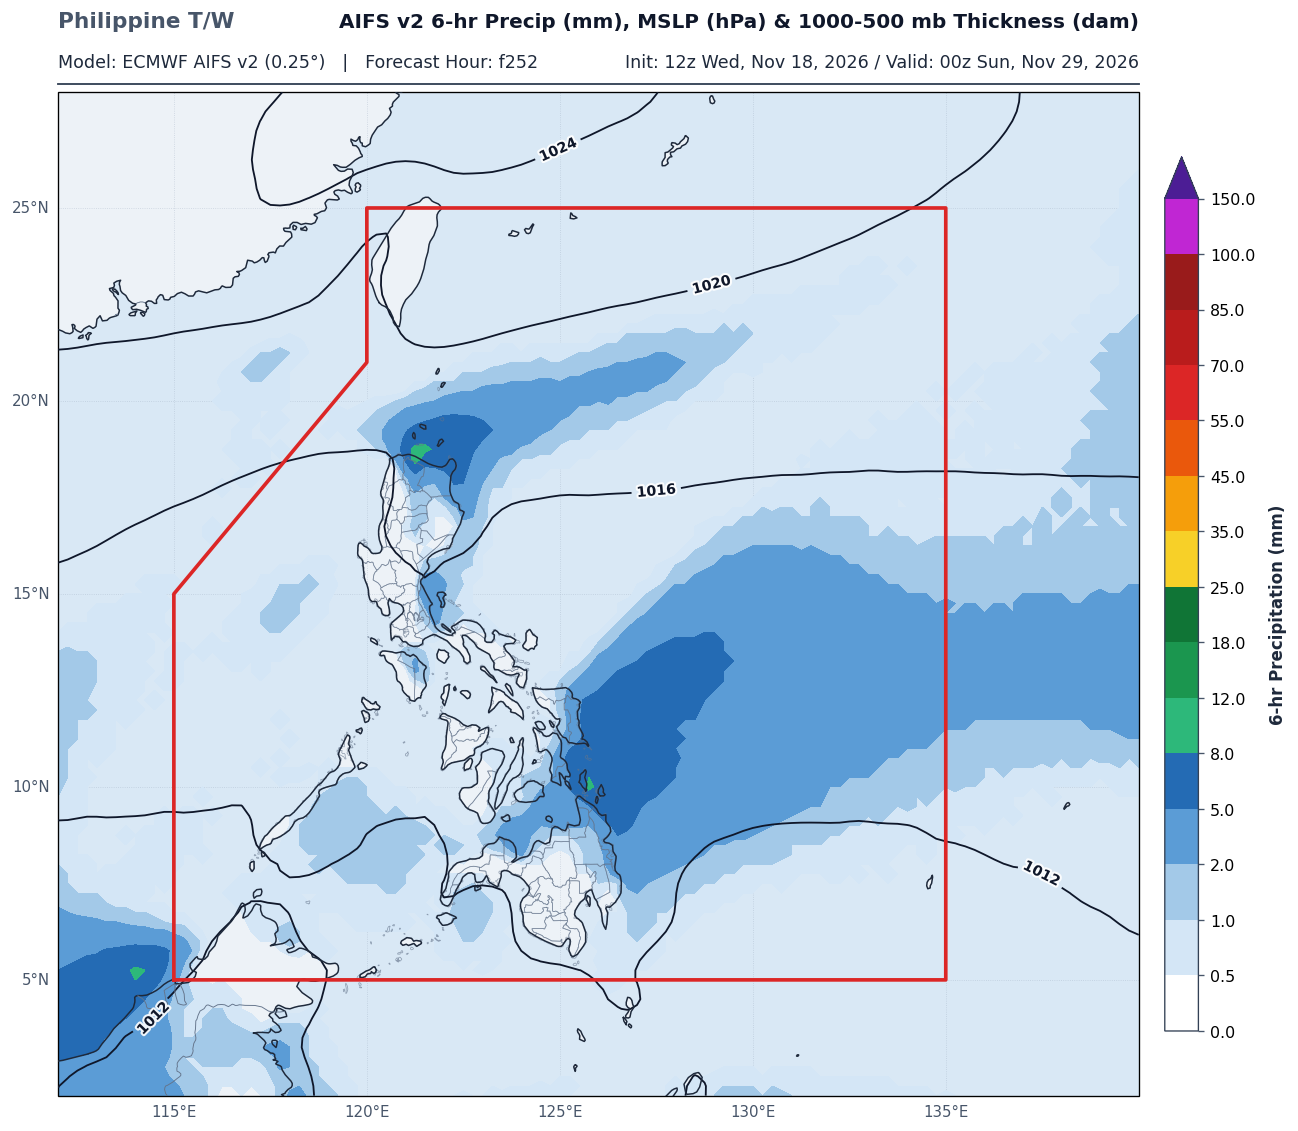 Philippine T/W
AIFS v2 6-hr Precip (mm), MSLP (hPa) & 1000-500 mb Thickness (dam)
Model: ECMWF AIFS v2 (0.25°) | Forecast Hour: f252
Init: 12z Wed, Nov 18, 2026 / Valid: 00z Sun, Nov 29, 2026
1024
1020
1016
1012
1012
25°N
20°N
15°N
10°N
5°N
115°E
120°E
125°E
130°E
135°E
150.0
100.0
85.0
70.0
55.0
45.0
35.0
25.0
18.0
12.0
8.0
5.0
2.0
1.0
0.5
0.0
6-hr Precipitation (mm)